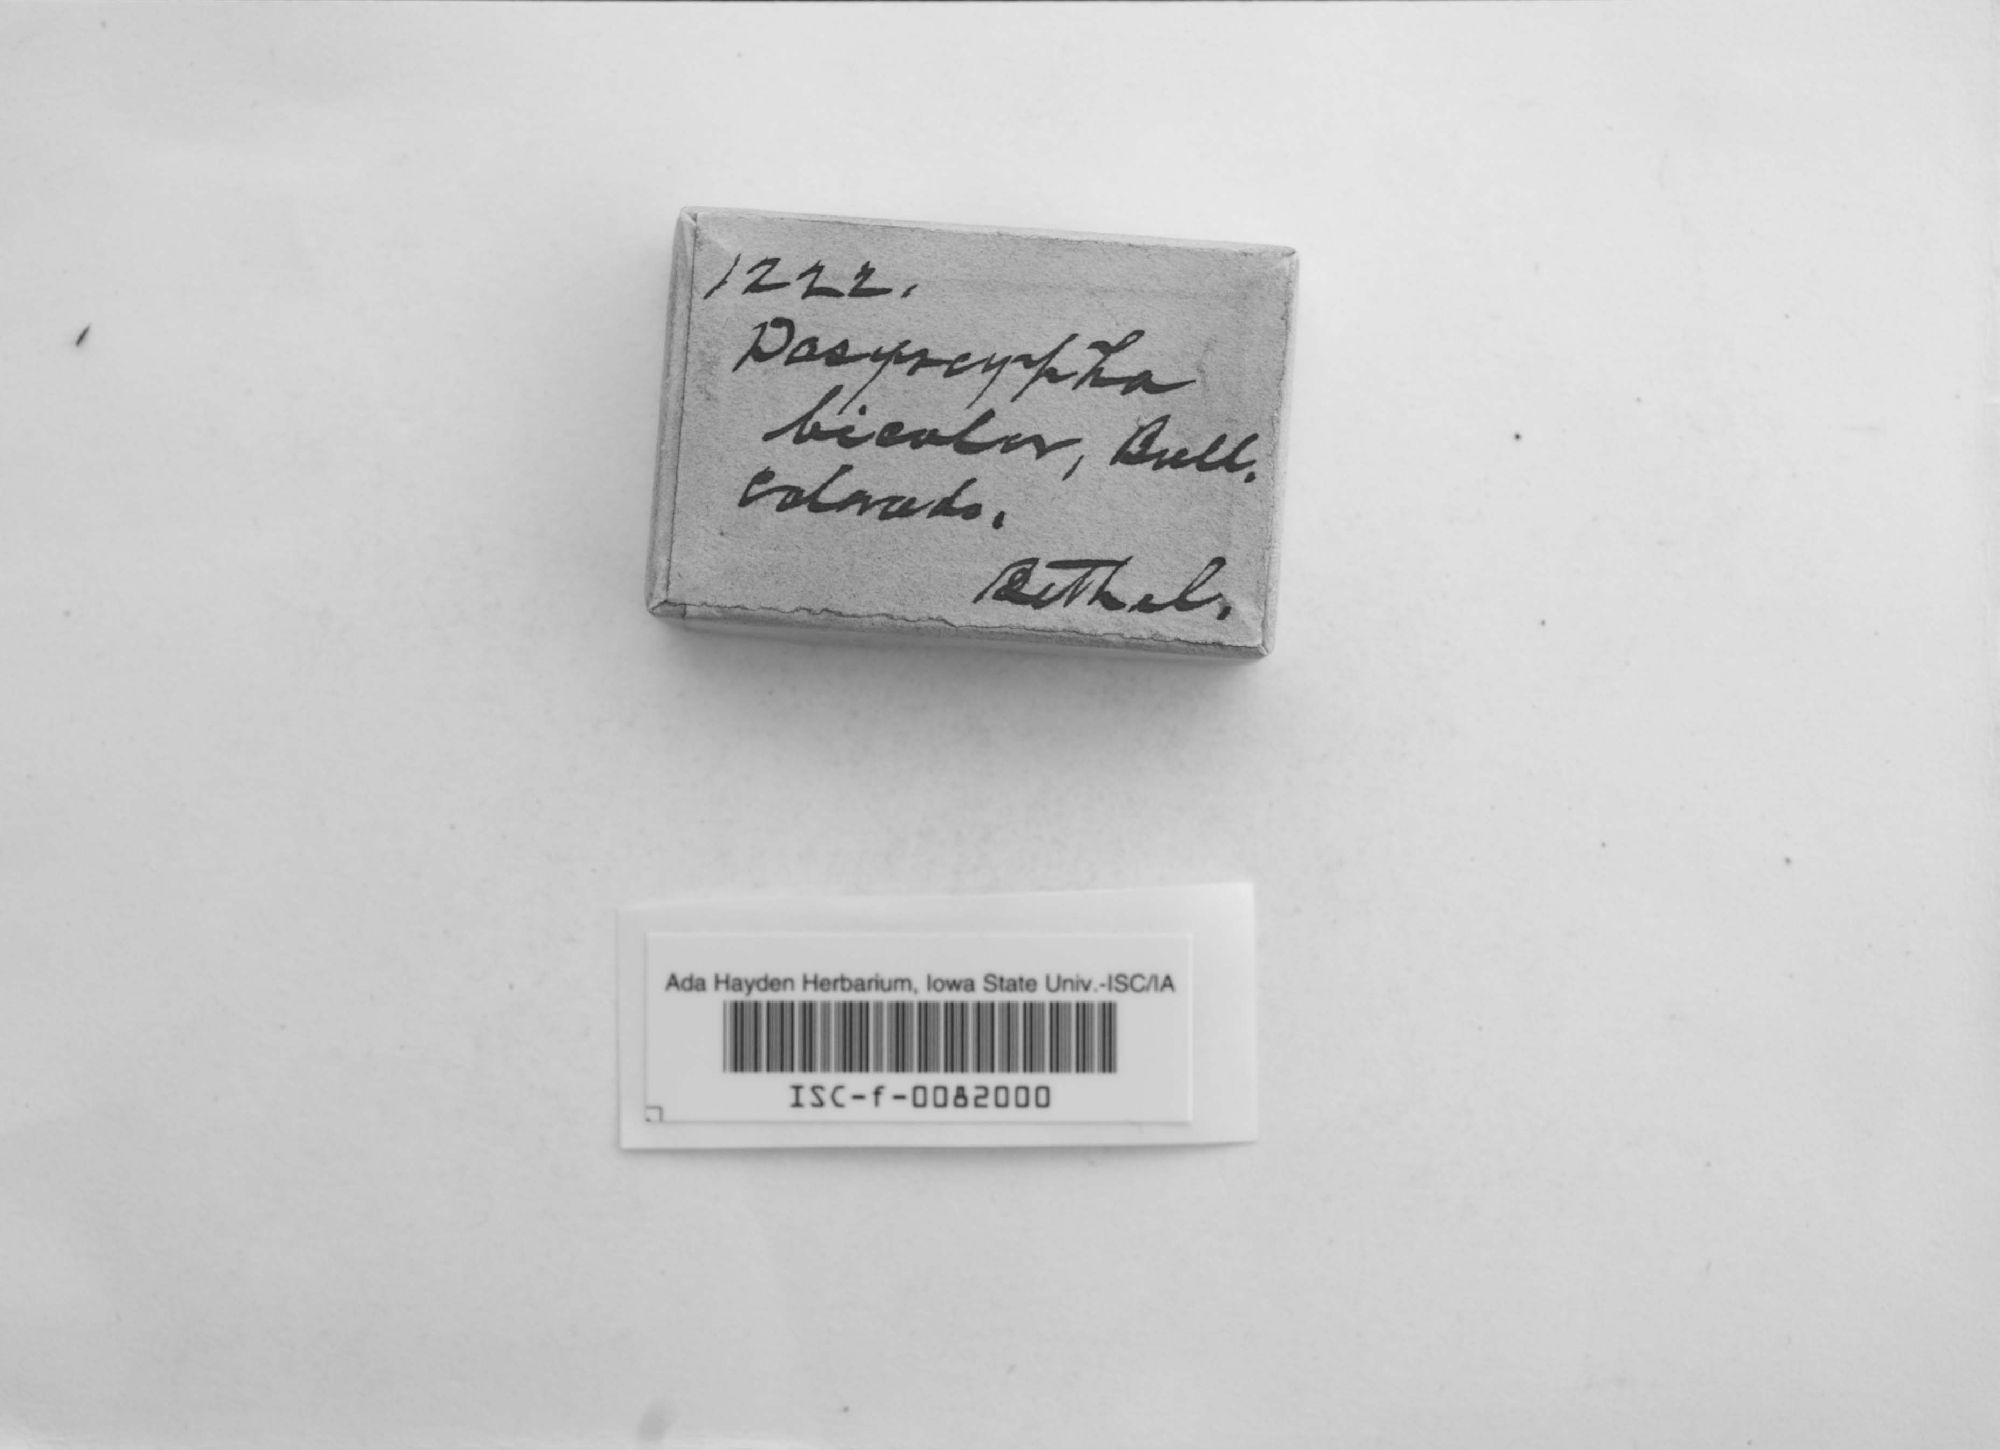 1222.
Dasyscypha
bicolor, Bull.
Colorado.
Bethel.
Ada Hayden Herbarium, Iowa State Univ.-ISC/IA
ISC-f-0082000